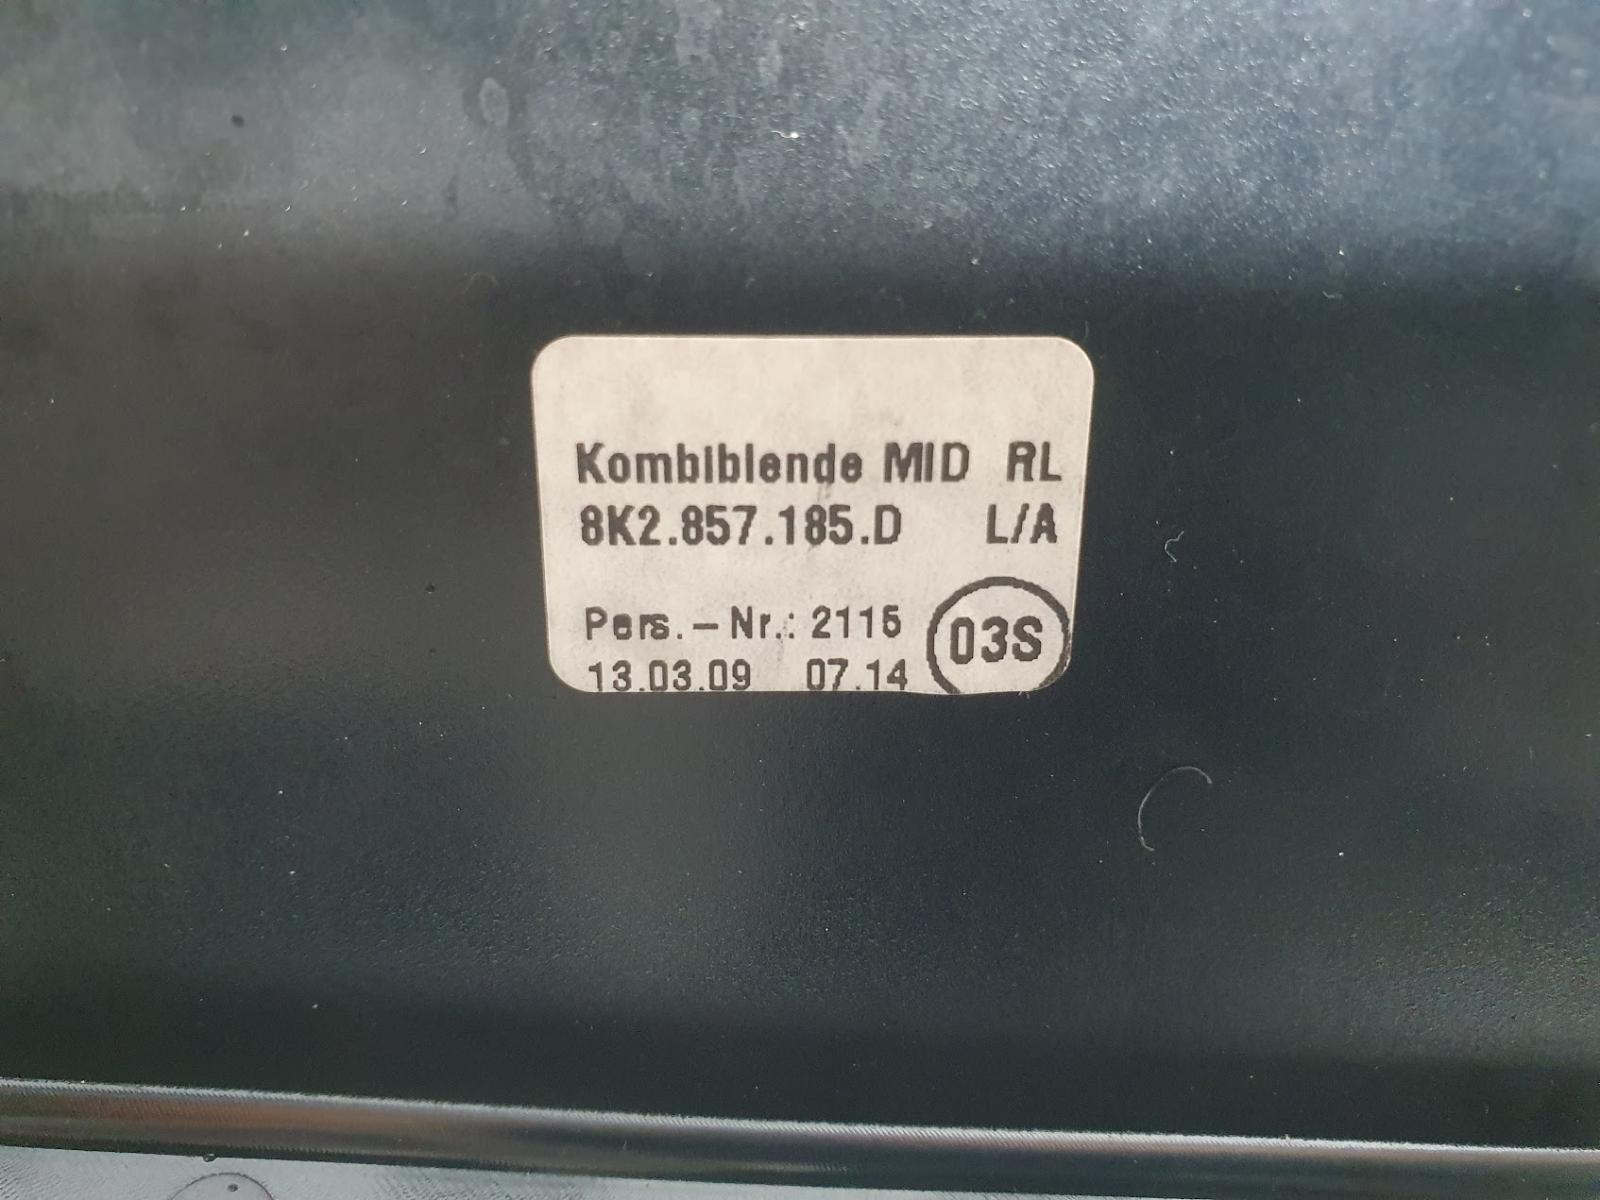 Kombiblende MID RL
8K2.857.185.D L/A
Pers.-Nr.: 2115
03S
13.03.09 07.14